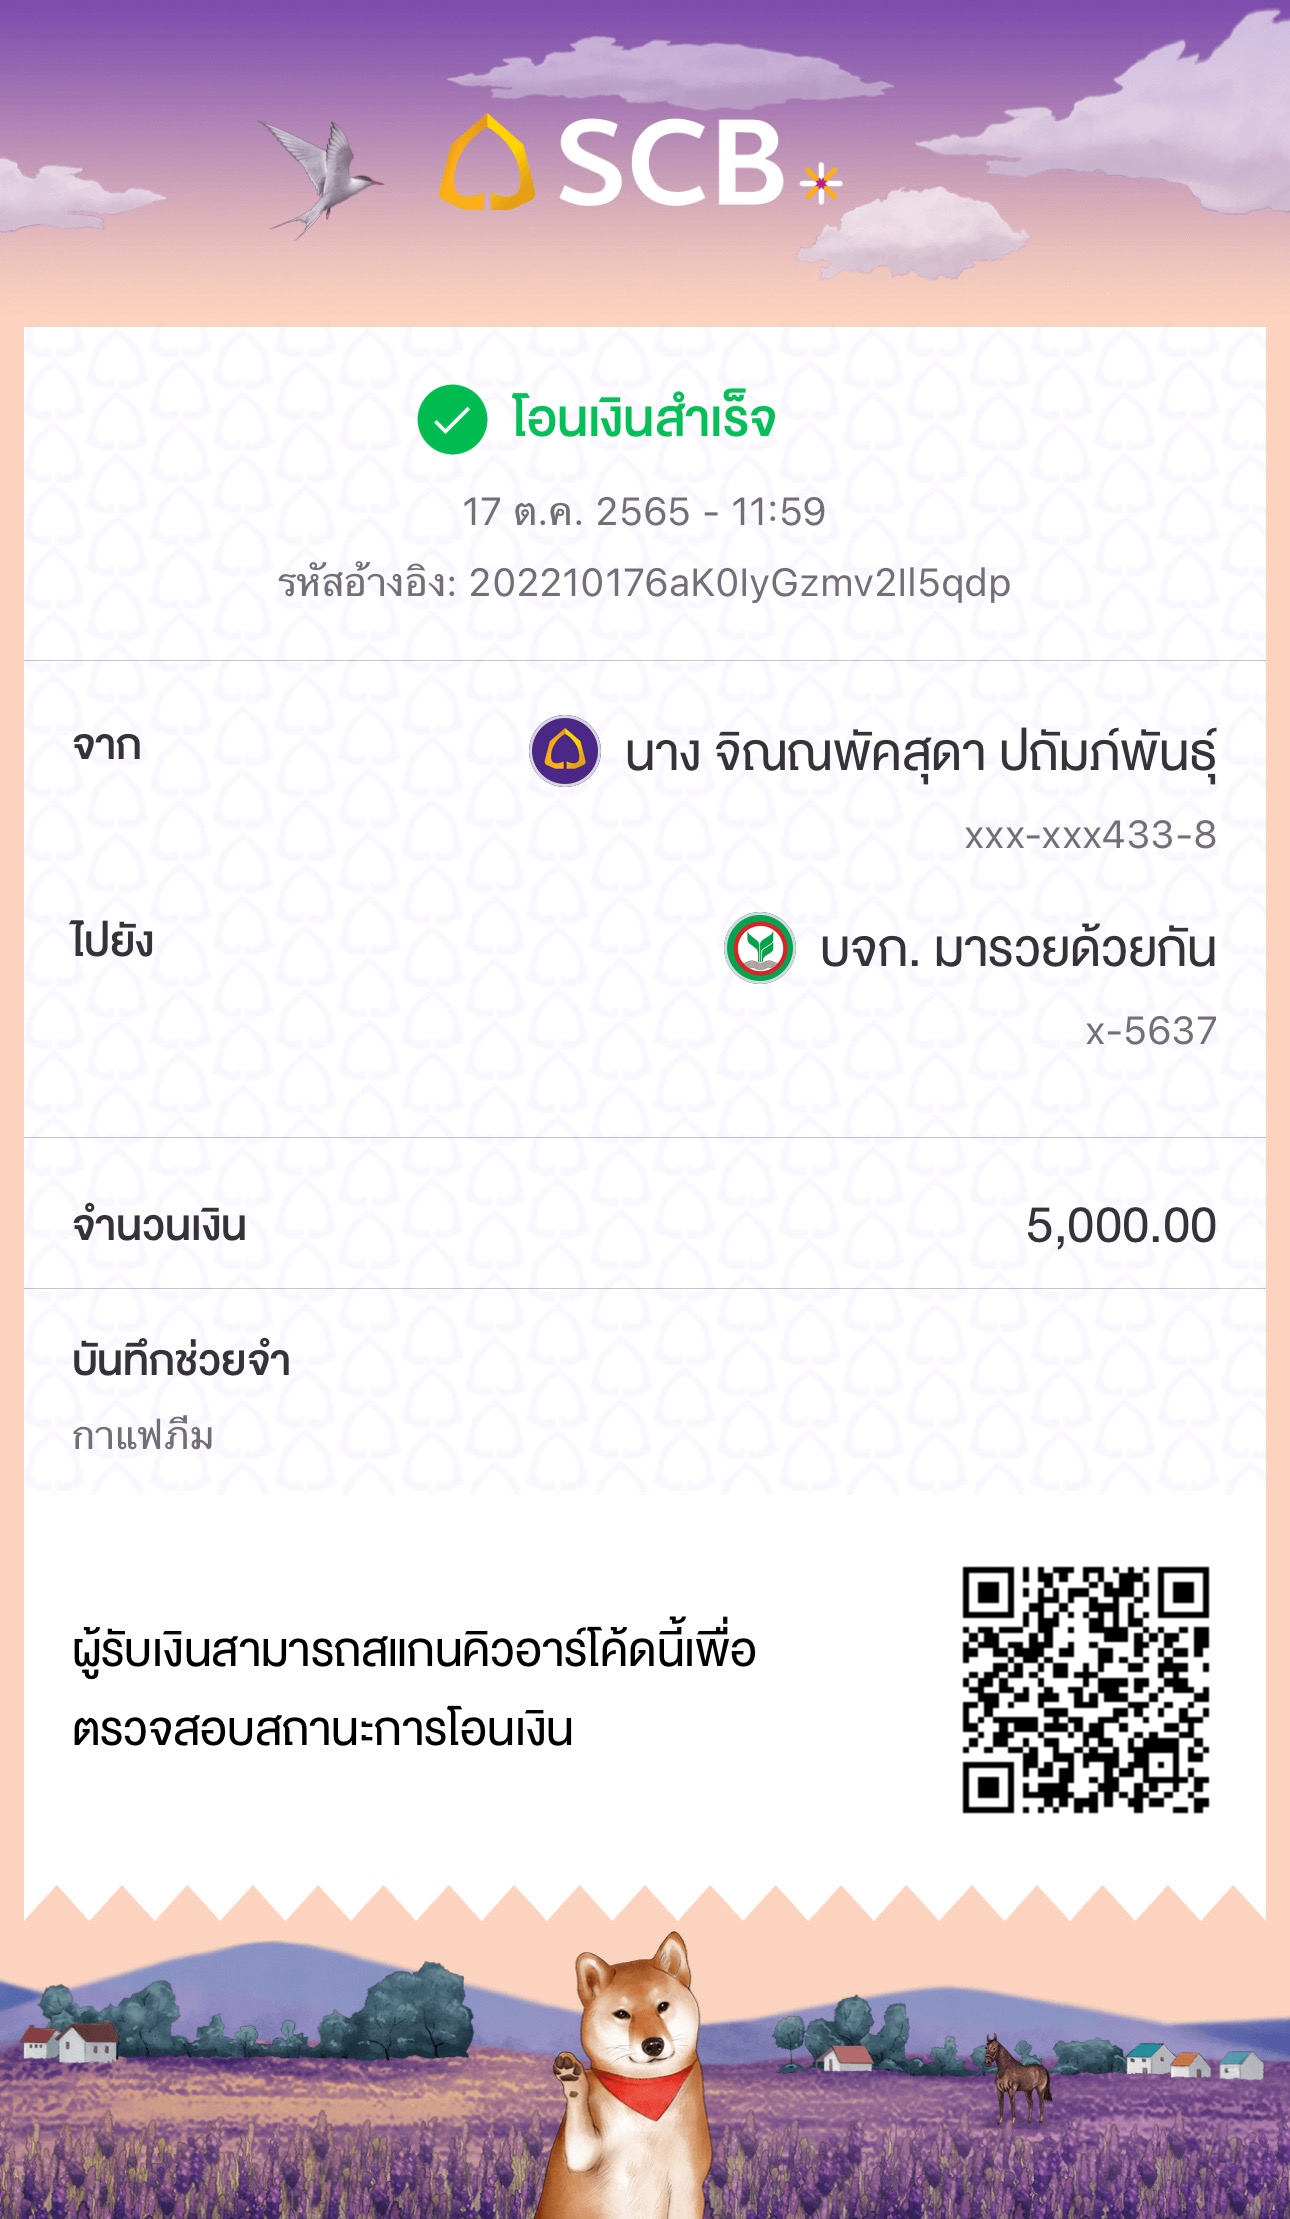 SCB
โอนเงินสำเร็จ
17 ต.ค. 2565 - 11:59
รหัสอ้างอิง: 202210176aK0IyGzmv2Il5qdp
จาก
นาง จิณณพัคสุดา ปถัมภ์พันธุ์
xxx-xxx433-8
ไปยัง
บจก. มารวยด้วยกัน
x-5637
จำนวนเงิน
5,000.00
บันทึกช่วยจำ
กาแฟภีม
ผู้รับเงินสามารถสแกนคิวอาร์โค้ดนี้เพื่อ
ตรวจสอบสถานะการโอนเงิน